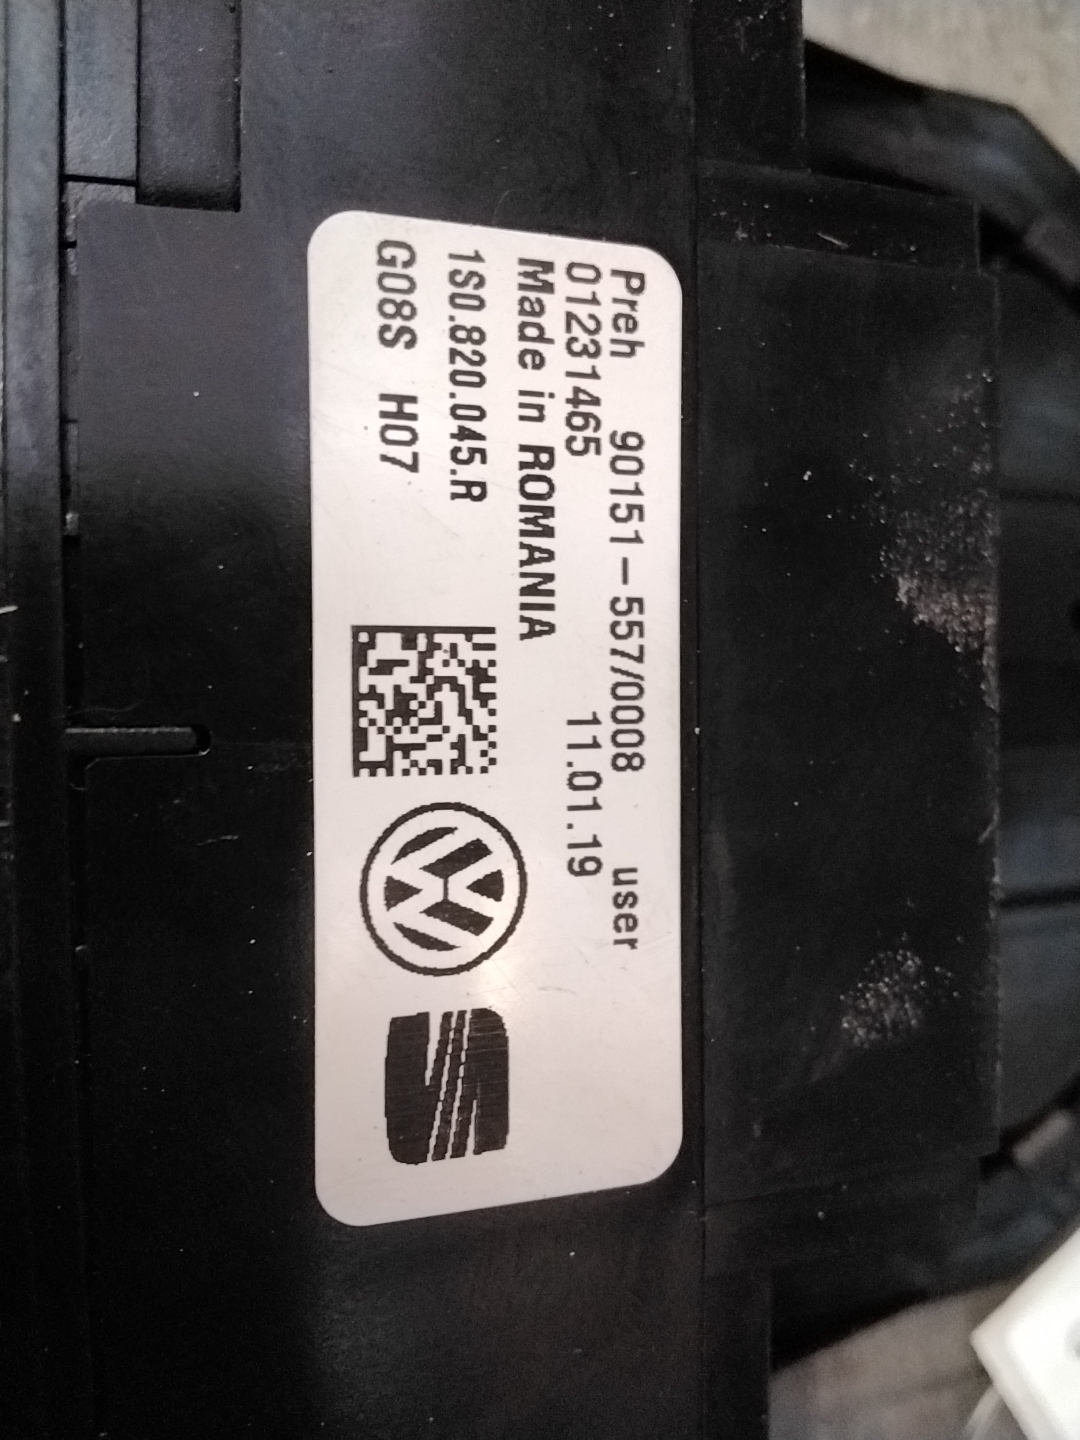 Preh 90151-557/0008 user
01231465 11.01.19
Made in ROMANIA
1S0.820.045.R
G08S H07